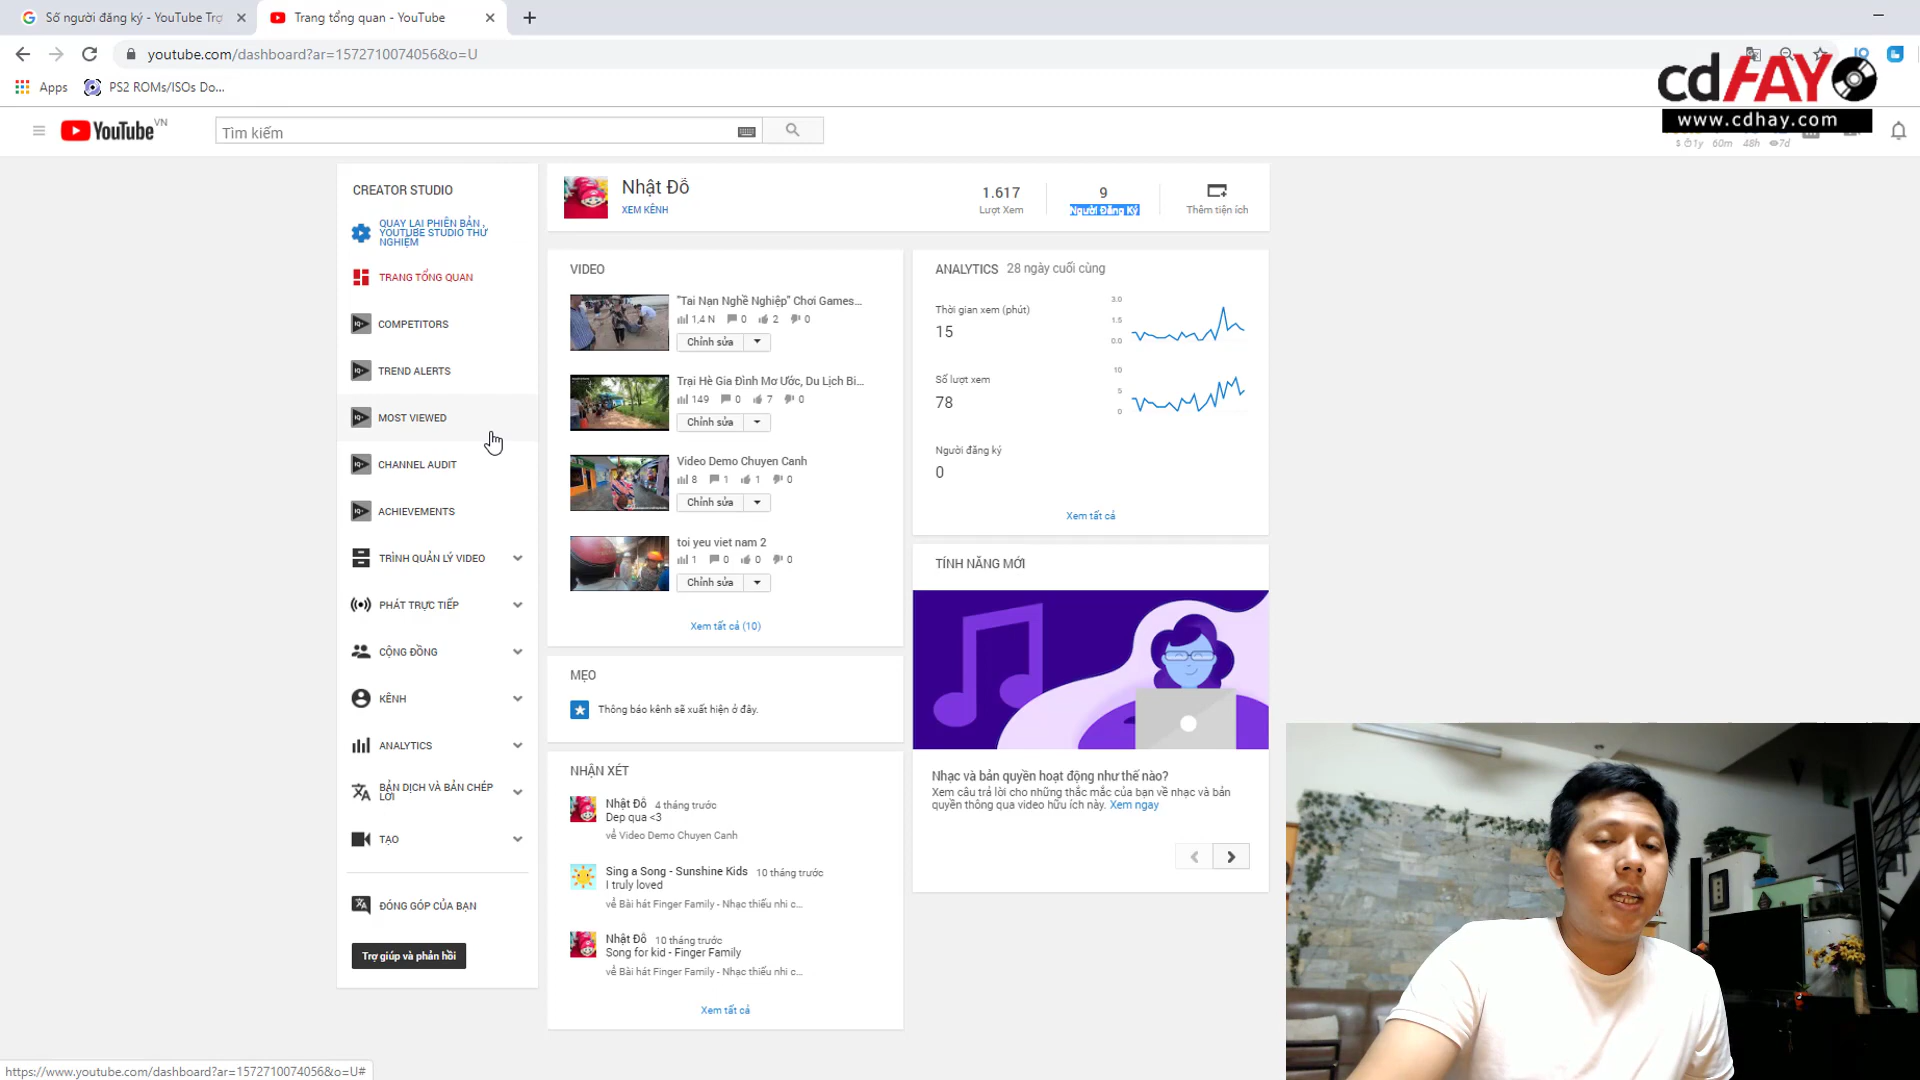 Số người đăng ký - YouTube Trợ
Trang tổng quan - YouTube
youtube.com/dashboard?ar=1572710074056&o=U
Apps
PS2 ROMs/ISOs Do...
cdHAY
www.cdhay.com
YouTube VN
Tìm kiếm
1y 60m 48h 7d
CREATOR STUDIO
QUAY LẠI PHIÊN BẢN ,
YOUTUBE STUDIO THỬ
NGHIỆM
TRANG TỔNG QUAN
COMPETITORS
TREND ALERTS
MOST VIEWED
CHANNEL AUDIT
ACHIEVEMENTS
TRÌNH QUẢN LÝ VIDEO
PHÁT TRỰC TIẾP
CỘNG ĐỒNG
KÊNH
ANALYTICS
BẢN DỊCH VÀ BẢN CHÉP
LỜI
TẠO
ĐÓNG GÓP CỦA BẠN
Trợ giúp và phản hồi
Nhật Đỗ
XEM KÊNH
1.617
Lượt Xem
9
Người Đăng Ký
Thêm tiện ích
VIDEO
"Tai Nạn Nghề Nghiệp" Chơi Games...
1,4 N 0 2 0
Chỉnh sửa
Trại Hè Gia Đình Mơ Ước, Du Lịch Bi...
149 0 7 0
Chỉnh sửa
Video Demo Chuyen Canh
8 1 1 0
Chỉnh sửa
toi yeu viet nam 2
1 0 0 0
Chỉnh sửa
Xem tất cả (10)
MẸO
Thông báo kênh sẽ xuất hiện ở đây.
NHẬN XÉT
Nhật Đỗ 4 tháng trước
Dep qua <3
về Video Demo Chuyen Canh
Sing a Song - Sunshine Kids 10 tháng trước
I truly loved
về Bài hát Finger Family - Nhạc thiếu nhi c...
Nhật Đỗ 10 tháng trước
Song for kid - Finger Family
về Bài hát Finger Family - Nhạc thiếu nhi c...
Xem tất cả
ANALYTICS 28 ngày cuối cùng
Thời gian xem (phút)
15
3.0
1.5
0.0
Số lượt xem
78
10
5
0
Người đăng ký
0
Xem tất cả
TÍNH NĂNG MỚI
Nhạc và bản quyền hoạt động như thế nào?
Xem câu trả lời cho những thắc mắc của bạn về nhạc và bản
quyền thông qua video hữu ích này. Xem ngay
https://www.youtube.com/dashboard?ar=1572710074056&o=U#